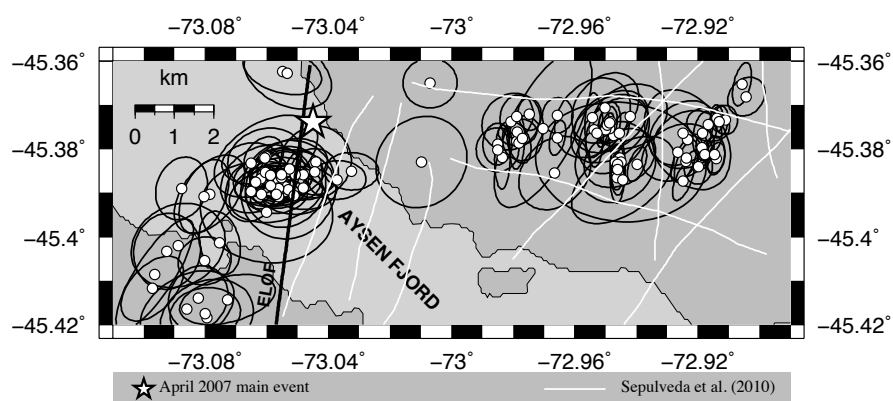 −73.08˚ −73.04˚ −73˚ −72.96˚ −72.92˚
−45.36˚ −45.36˚
km
0 1 2
−45.38˚ −45.38˚
−45.4˚ −45.4˚
AYSEN FJORD
ELOF
−45.42˚ −45.42˚
−73.08˚ −73.04˚ −73˚ −72.96˚ −72.92˚
April 2007 main event Sepulveda et al. (2010)